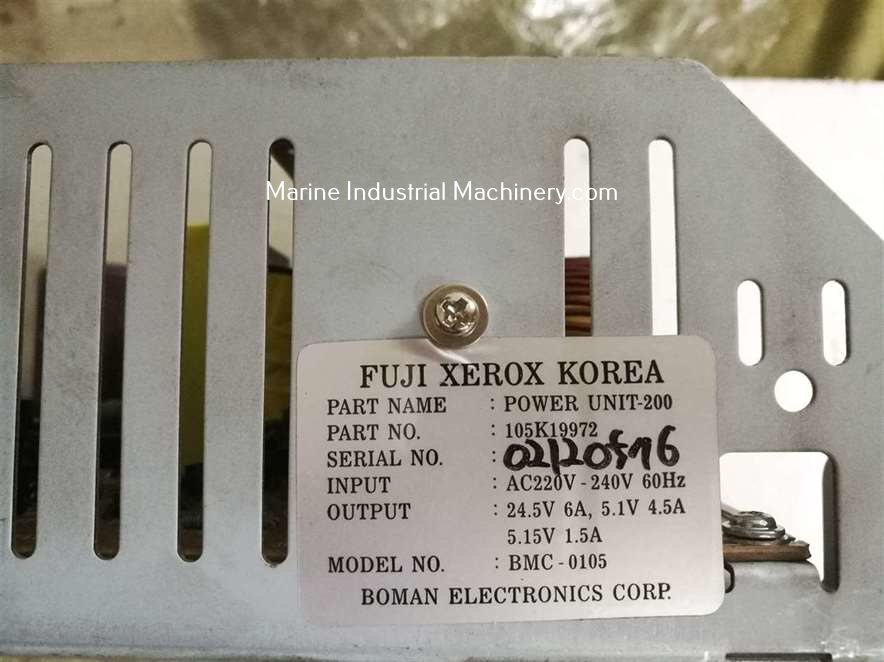 Marine Industrial Machinery.com
FUJI XEROX KOREA
PART NAME : POWER UNIT-200
PART NO. : 105K19972
SERIAL NO. :
INPUT : AC220V - 240V 60Hz
OUTPUT : 24.5V 6A, 5.1V 4.5A
5.15V 1.5A
MODEL NO. : BMC - 0105
BOMAN ELECTRONICS CORP.